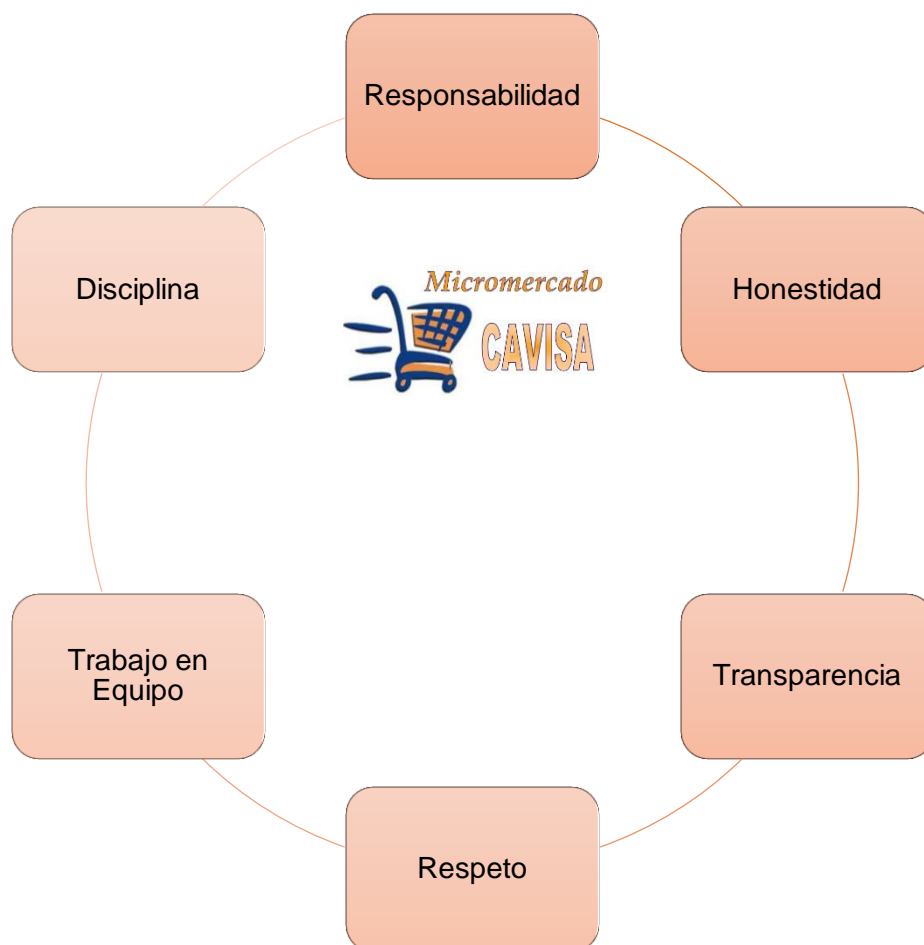 Responsabilidad
Disciplina
Micromercado
CAVISA
Honestidad
Trabajo en
Equipo
Transparencia
Respeto